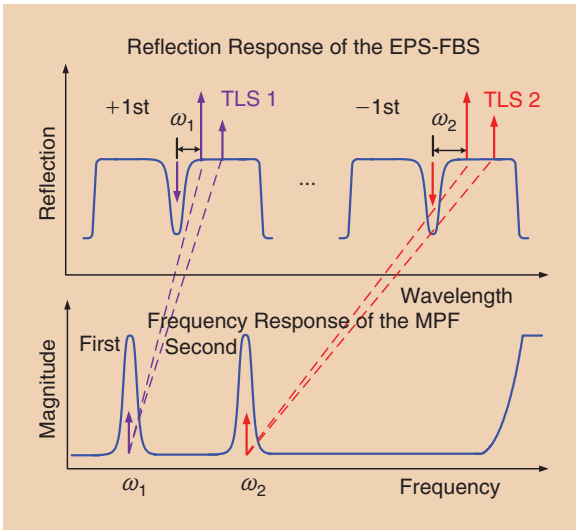 Reflection Response of the EPS-FBS
+1st
TLS 1
−1st
TLS 2
ω1
ω2
...
Reflection
Wavelength
Frequency Response of the MPF
First
Second
Magnitude
ω1
ω2
Frequency